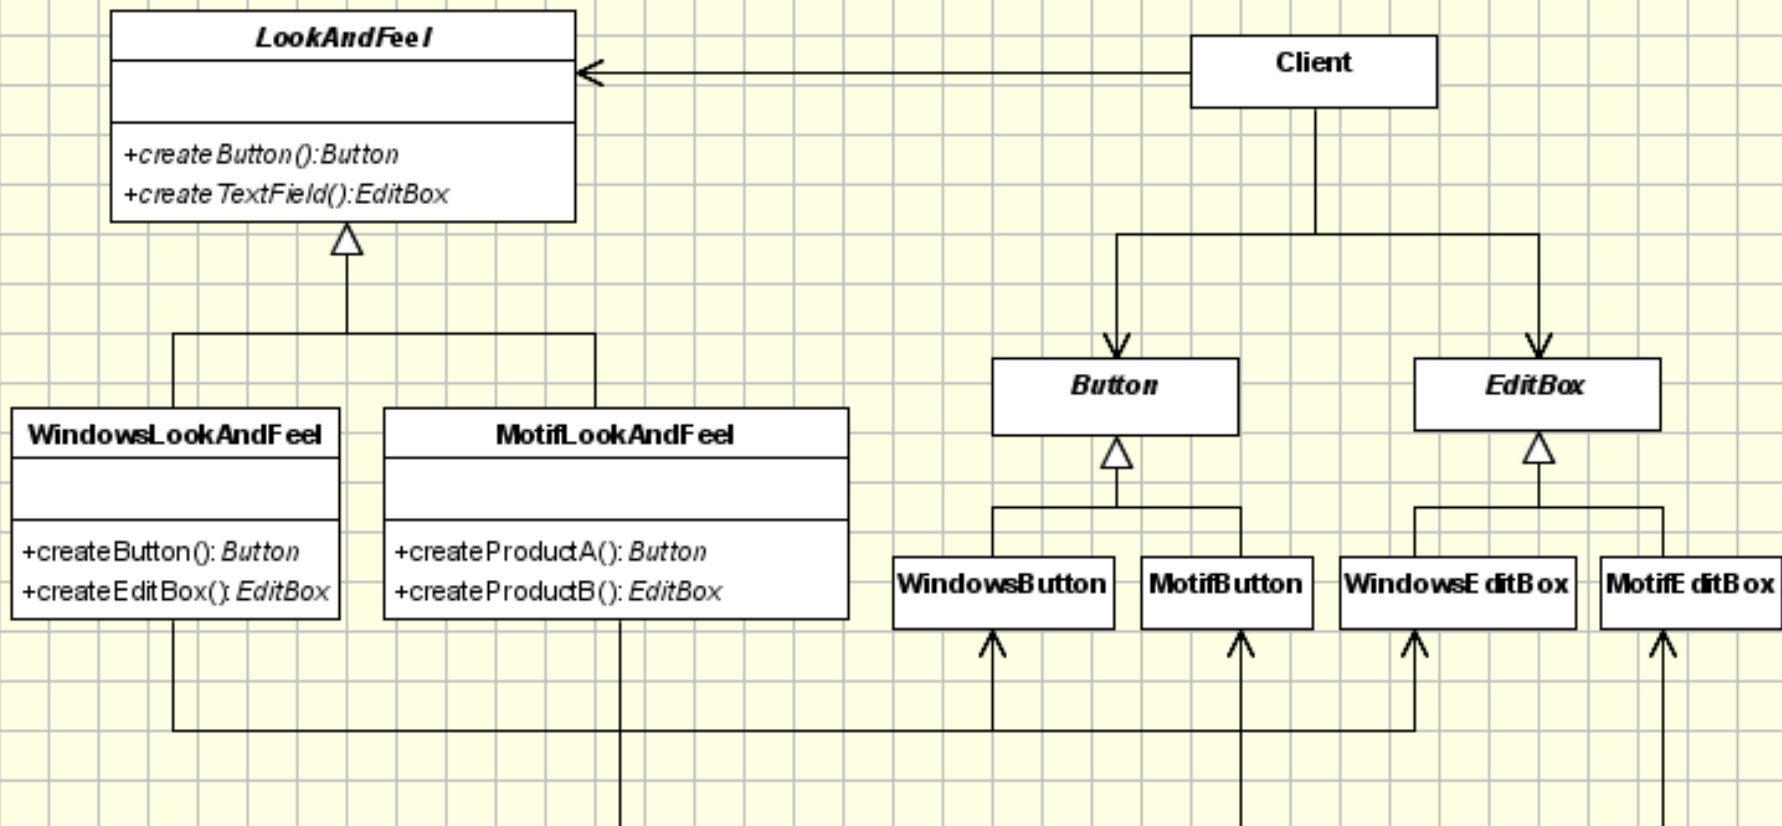 LookAndFeel
+createButton():Button
+createTextField():EditBox
Client
WindowsLookAndFeel
+createButton(): Button
+createEditBox(): EditBox
MotifLookAndFeel
+createProductA(): Button
+createProductB(): EditBox
Button
EditBox
WindowsButton
MotifButton
WindowsEditBox
MotifEditBox